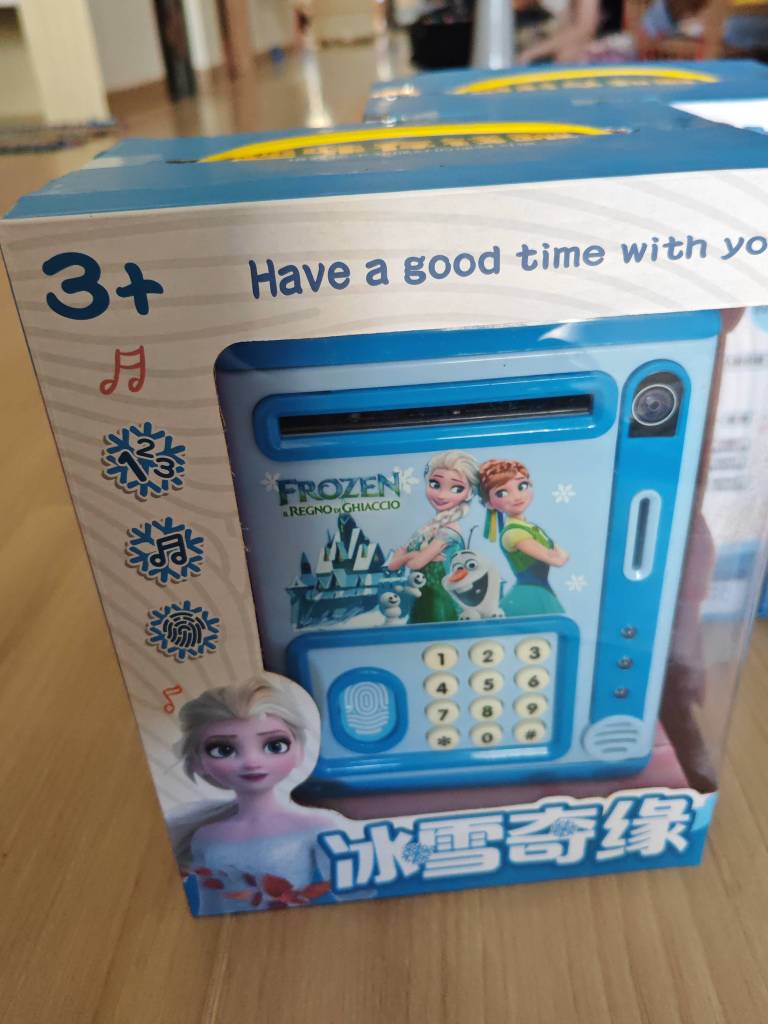 3+
Have a good time with yo
123
FROZEN
IL REGNO DI GHIACCIO
1 2 3
4 5 6
7 8 9
* 0 #
冰雪奇缘